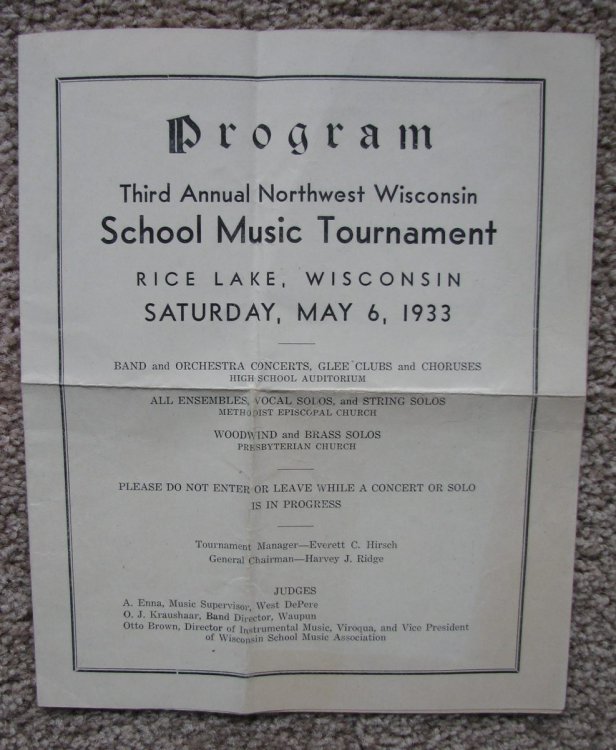 Program
Third Annual Northwest Wisconsin
School Music Tournament
RICE LAKE, WISCONSIN
SATURDAY, MAY 6, 1933
BAND and ORCHESTRA CONCERTS, GLEE CLUBS and CHORUSES
HIGH SCHOOL AUDITORIUM
ALL ENSEMBLES, VOCAL SOLOS, and STRING SOLOS
METHODIST EPISCOPAL CHURCH
WOODWIND and BRASS SOLOS
PRESBYTERIAN CHURCH
PLEASE DO NOT ENTER OR LEAVE WHILE A CONCERT OR SOLO
IS IN PROGRESS
Tournament Manager—Everett C. Hirsch
General Chairman—Harvey J. Ridge
JUDGES
A. Enna, Music Supervisor, West DePere
O. J. Kraushaar, Band Director, Waupun
Otto Brown, Director of Instrumental Music, Viroqua, and Vice President
of Wisconsin School Music Association